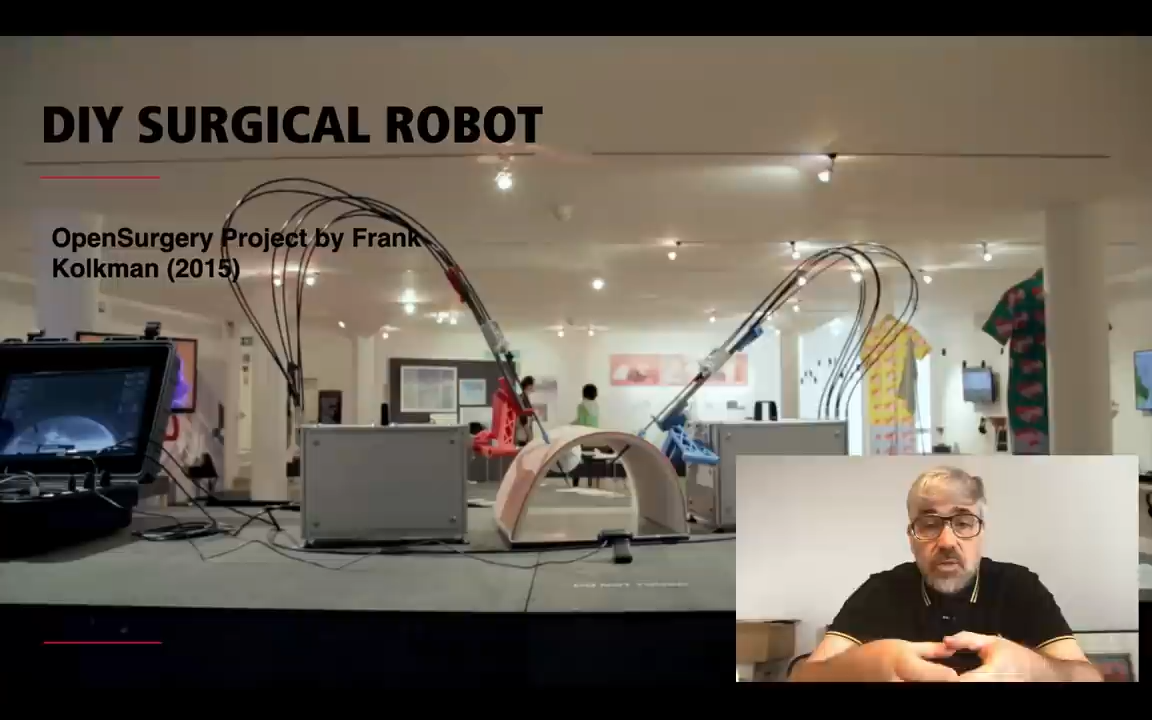 DIY SURGICAL ROBOT
OpenSurgery Project by Frank
Kolkman (2015)